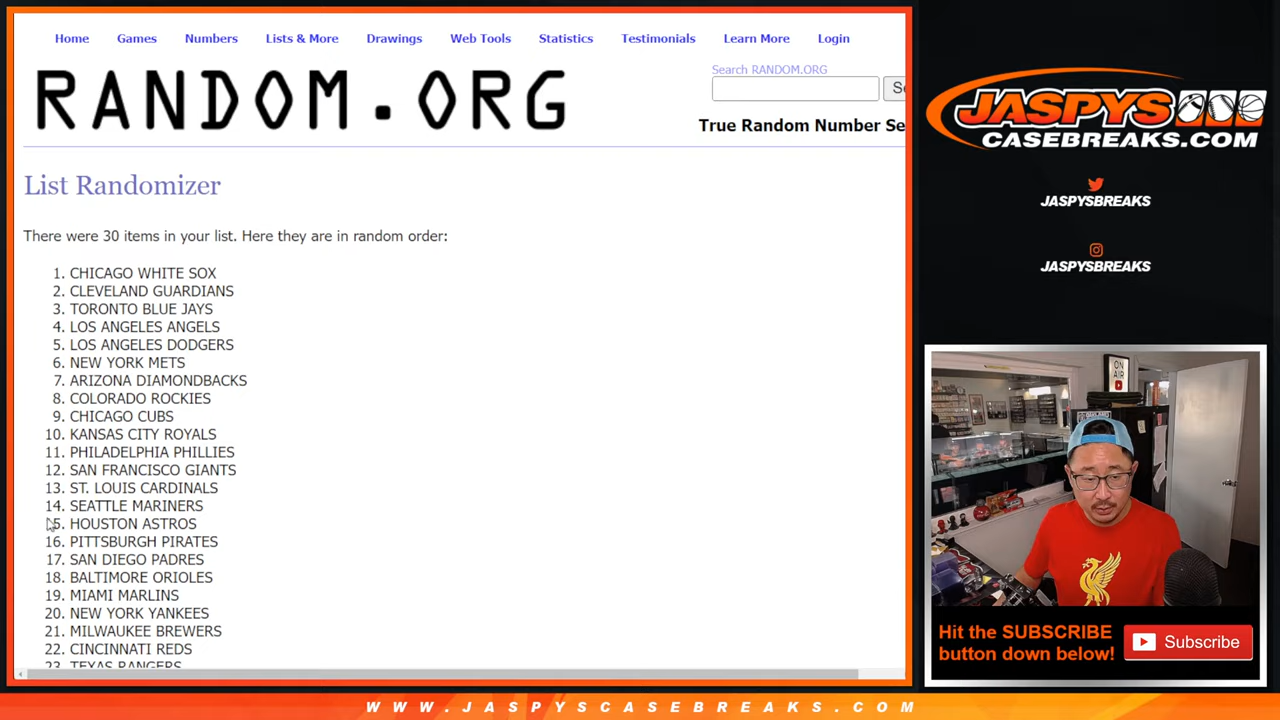 Home Games Numbers Lists & More Drawings Web Tools Statistics Testimonials Learn More Login
Search RANDOM.ORG
RANDOM.ORG
True Random Number Se
List Randomizer
There were 30 items in your list. Here they are in random order:
1. CHICAGO WHITE SOX
2. CLEVELAND GUARDIANS
3. TORONTO BLUE JAYS
4. LOS ANGELES ANGELS
5. LOS ANGELES DODGERS
6. NEW YORK METS
7. ARIZONA DIAMONDBACKS
8. COLORADO ROCKIES
9. CHICAGO CUBS
10. KANSAS CITY ROYALS
11. PHILADELPHIA PHILLIES
12. SAN FRANCISCO GIANTS
13. ST. LOUIS CARDINALS
14. SEATTLE MARINERS
15. HOUSTON ASTROS
16. PITTSBURGH PIRATES
17. SAN DIEGO PADRES
18. BALTIMORE ORIOLES
19. MIAMI MARLINS
20. NEW YORK YANKEES
21. MILWAUKEE BREWERS
22. CINCINNATI REDS
23. TEXAS RANGERS
JASPYS
CASEBREAKS.COM
JASPYSBREAKS
JASPYSBREAKS
ON
AIR
Hit the SUBSCRIBE
button down below!
Subscribe
WWW.JASPYSCASEBREAKS.COM